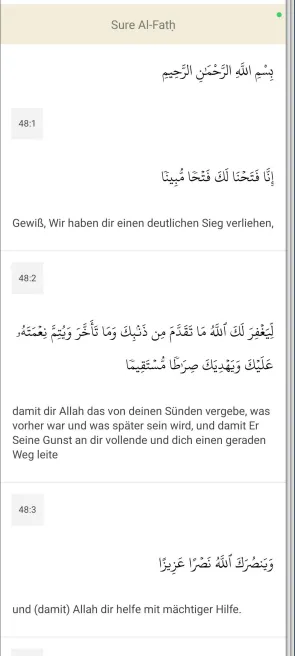 Sure Al-Fatḥ
بِسْمِ اللَّهِ الرَّحْمَٰنِ الرَّحِيمِ
48:1
إِنَّا فَتَحْنَا لَكَ فَتْحًا مُّبِينًا
Gewiß, Wir haben dir einen deutlichen Sieg verliehen,
48:2
لِّيَغْفِرَ لَكَ ٱللَّهُ مَا تَقَدَّمَ مِن ذَنۢبِكَ وَمَا تَأَخَّرَ وَيُتِمَّ نِعْمَتَهُۥ
عَلَيْكَ وَيَهْدِيَكَ صِرَٰطًا مُّسْتَقِيمًا
damit dir Allah das von deinen Sünden vergebe, was
vorher war und was später sein wird, und damit Er
Seine Gunst an dir vollende und dich einen geraden
Weg leite
48:3
وَيَنصُرَكَ ٱللَّهُ نَصْرًا عَزِيزًا
und (damit) Allah dir helfe mit mächtiger Hilfe.